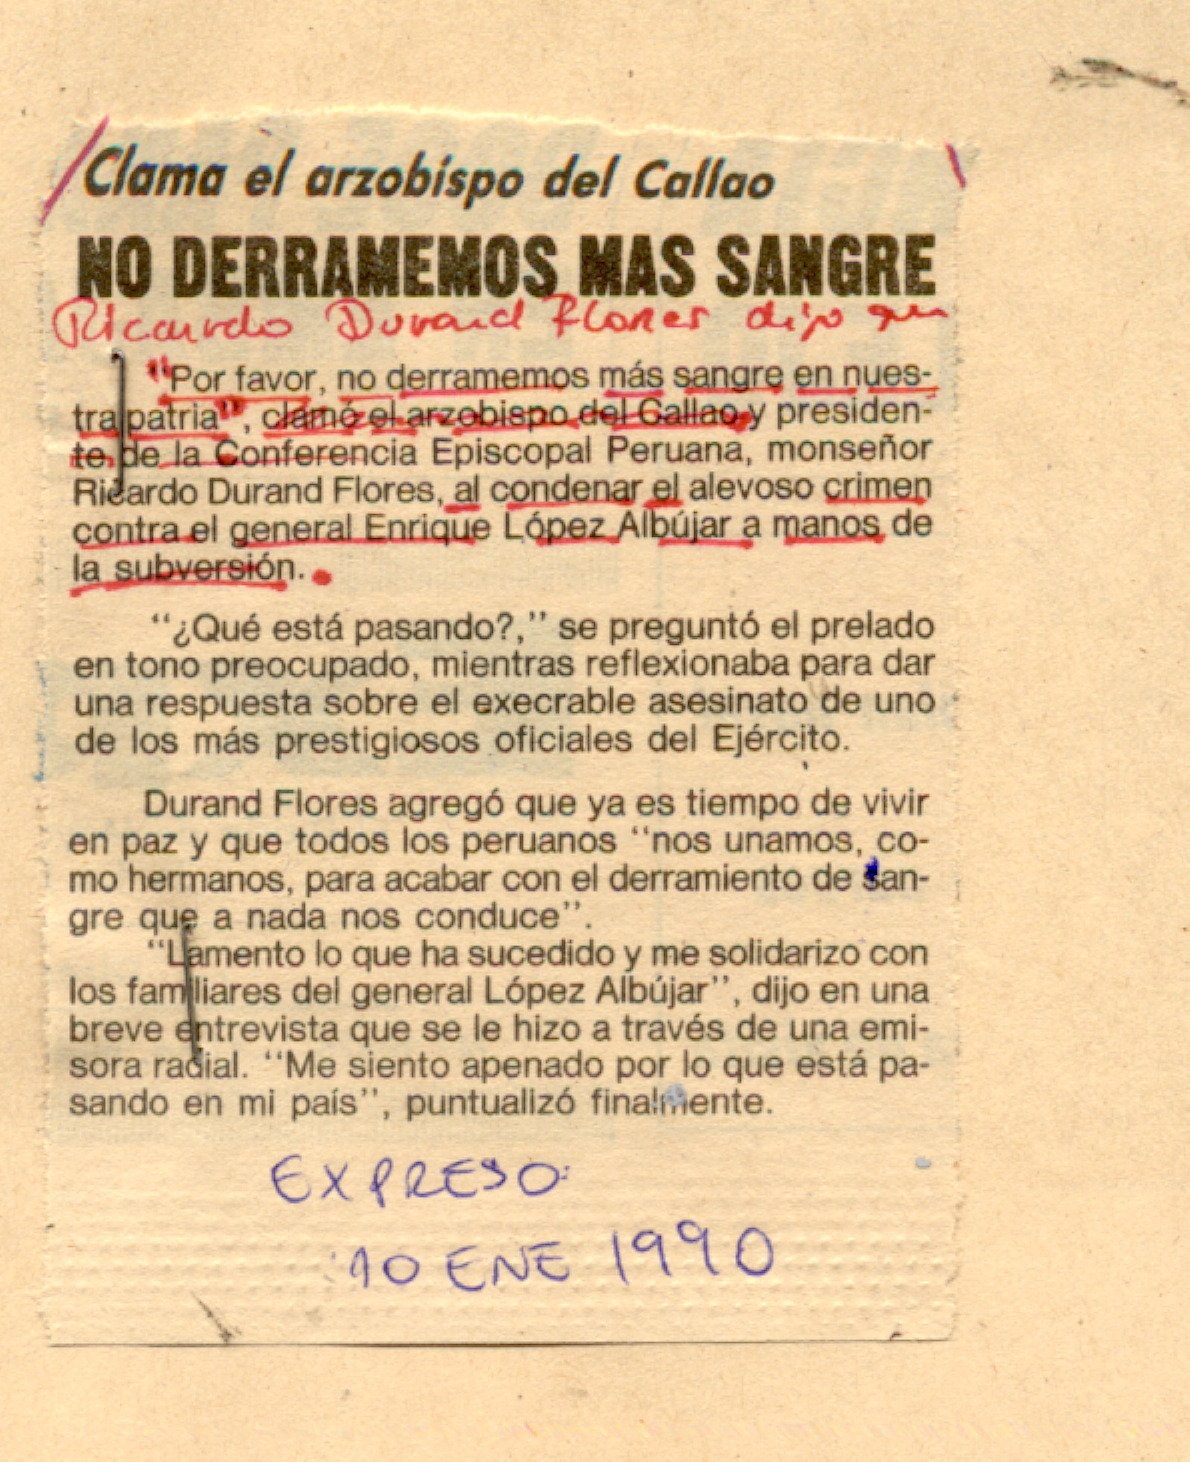 Clama el arzobispo del Callao
NO DERRAMEMOS MAS SANGRE
Ricardo Durand Flores dijo que
"Por favor, no derramemos más sangre en nues-
tra patria", clamó el arzobispo del Callao y presiden-
te de la Conferencia Episcopal Peruana, monseñor
Ricardo Durand Flores, al condenar el alevoso crimen
contra el general Enrique López Albújar a manos de
la subversión.
"¿Qué está pasando?," se preguntó el prelado
en tono preocupado, mientras reflexionaba para dar
una respuesta sobre el execrable asesinato de uno
de los más prestigiosos oficiales del Ejército.
Durand Flores agregó que ya es tiempo de vivir
en paz y que todos los peruanos "nos unamos, co-
mo hermanos, para acabar con el derramiento de san-
gre que a nada nos conduce".
"Lamento lo que ha sucedido y me solidarizo con
los familiares del general López Albújar", dijo en una
breve entrevista que se le hizo a través de una emi-
sora radial. "Me siento apenado por lo que está pa-
sando en mi país", puntualizó finalmente.
EXPRESO
10 ENE 1990